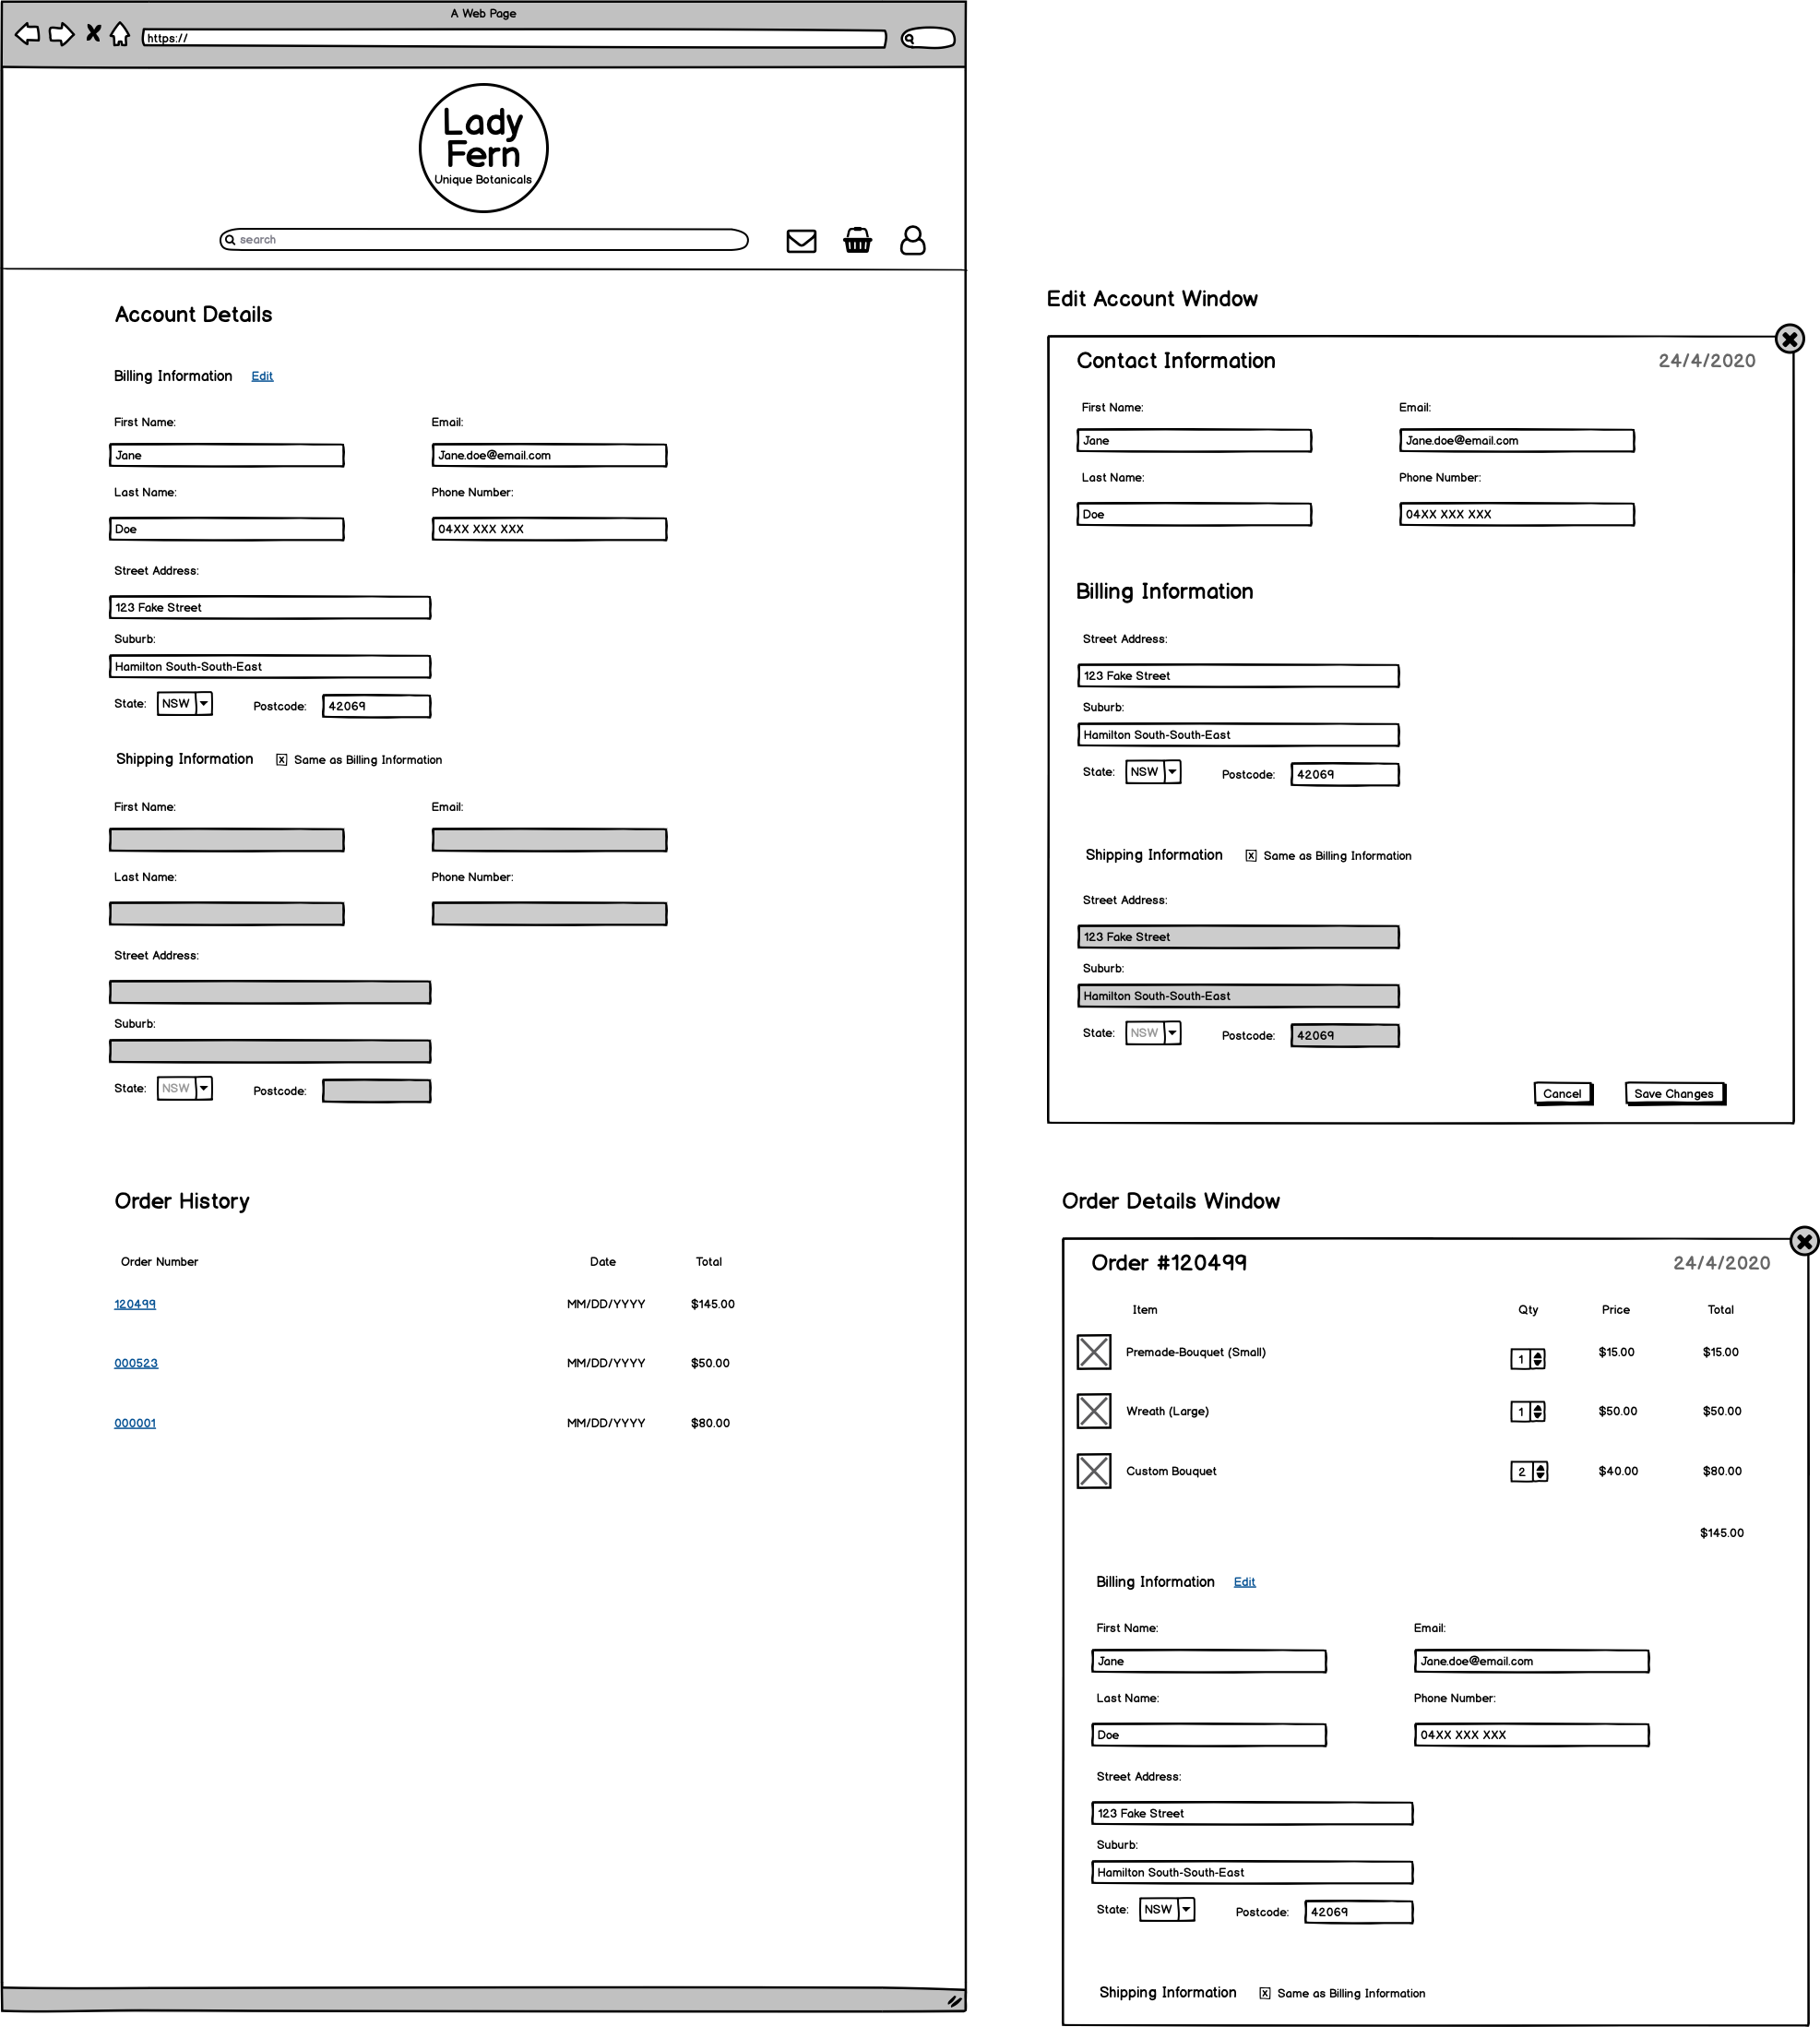 A Web Page
https://
Lady
Fern
Unique Botanicals
search
Account Details
Billing Information Edit
First Name: Email:
Jane Jane.doe@email.com
Last Name: Phone Number:
Doe 04XX XXX XXX
Street Address:
123 Fake Street
Suburb:
Hamilton South-South-East
State: NSW Postcode: 42069
Shipping Information x Same as Billing Information
First Name: Email:
Last Name: Phone Number:
Street Address:
Suburb:
State: NSW Postcode:
Order History
Order Number Date Total
120499 MM/DD/YYYY $145.00
000523 MM/DD/YYYY $50.00
000001 MM/DD/YYYY $80.00
Edit Account Window
Contact Information 24/4/2020
First Name: Email:
Jane Jane.doe@email.com
Last Name: Phone Number:
Doe 04XX XXX XXX
Billing Information
Street Address:
123 Fake Street
Suburb:
Hamilton South-South-East
State: NSW Postcode: 42069
Shipping Information x Same as Billing Information
Street Address:
123 Fake Street
Suburb:
Hamilton South-South-East
State: NSW Postcode: 42069
Cancel Save Changes
Order Details Window
Order #120499 24/4/2020
Item Qty Price Total
Premade-Bouquet (Small) 1 $15.00 $15.00
Wreath (Large) 1 $50.00 $50.00
Custom Bouquet 2 $40.00 $80.00
$145.00
Billing Information Edit
First Name: Email:
Jane Jane.doe@email.com
Last Name: Phone Number:
Doe 04XX XXX XXX
Street Address:
123 Fake Street
Suburb:
Hamilton South-South-East
State: NSW Postcode: 42069
Shipping Information x Same as Billing Information